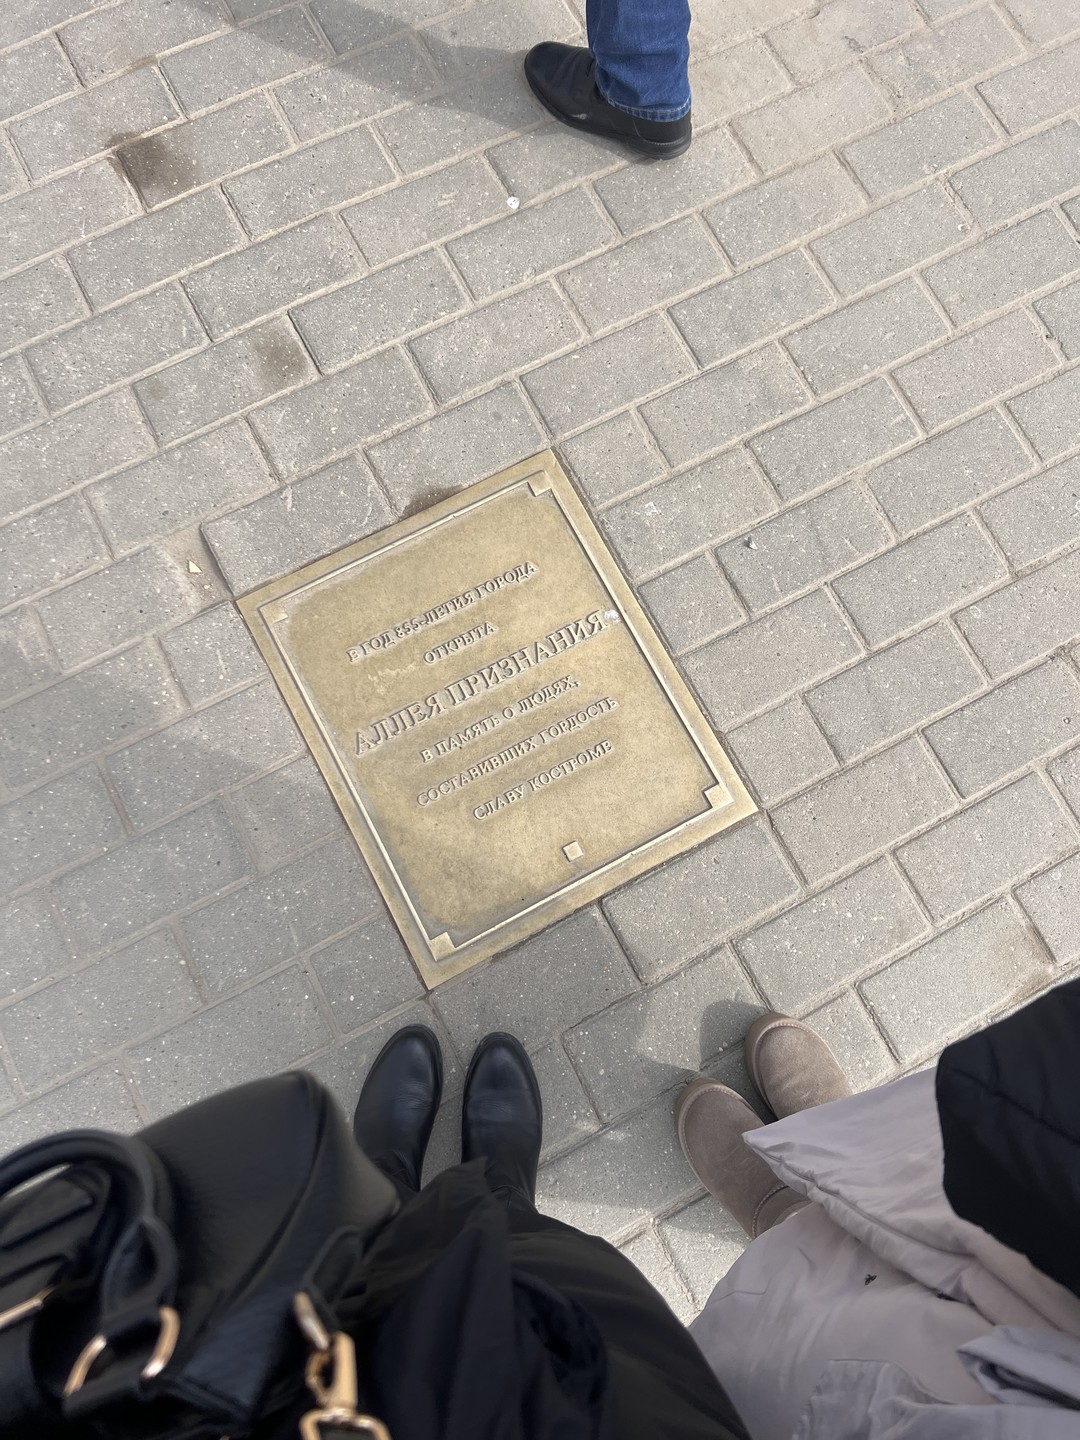 В ГОД 855-ЛЕТИЯ ГОРОДА
ОТКРЫТА
АЛЛЕЯ ПРИЗНАНИЯ
В ПАМЯТЬ О ЛЮДЯХ,
СОСТАВИВШИХ ГОРДОСТЬ
СЛАВУ КОСТРОМЕ